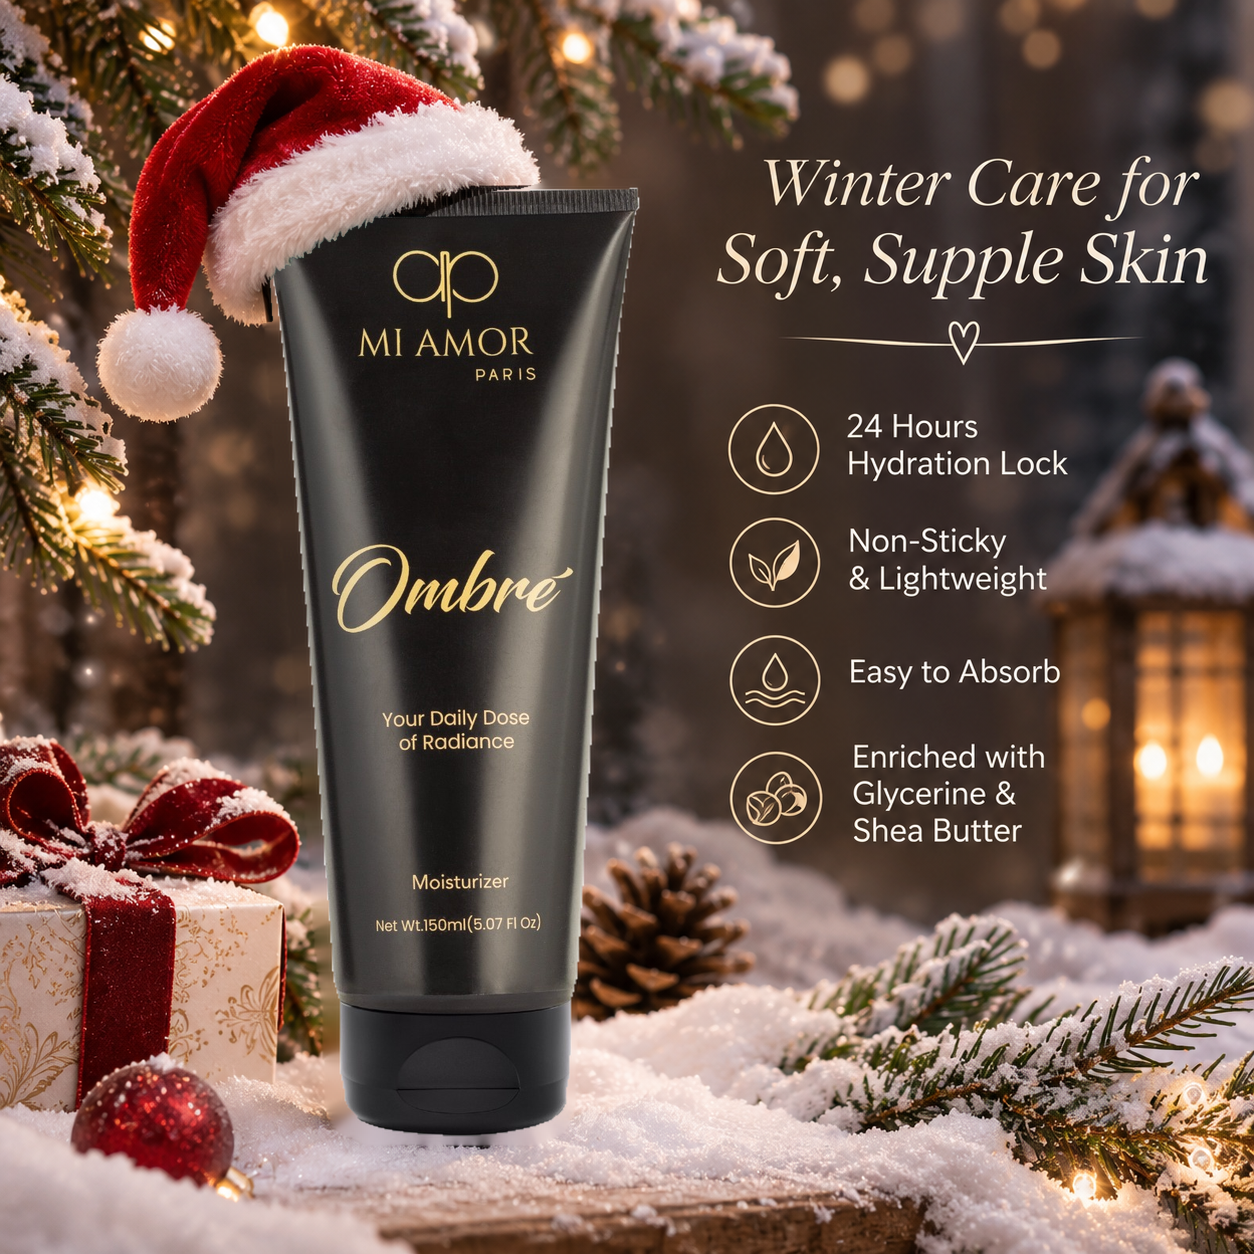 MI AMOR
PARIS
Ombré
Your Daily Dose
of Radiance
Moisturizer
Net Wt.150ml(5.07 Fl Oz)
Winter Care for
Soft, Supple Skin
24 Hours
Hydration Lock
Non-Sticky
& Lightweight
Easy to Absorb
Enriched with
Glycerine &
Shea Butter